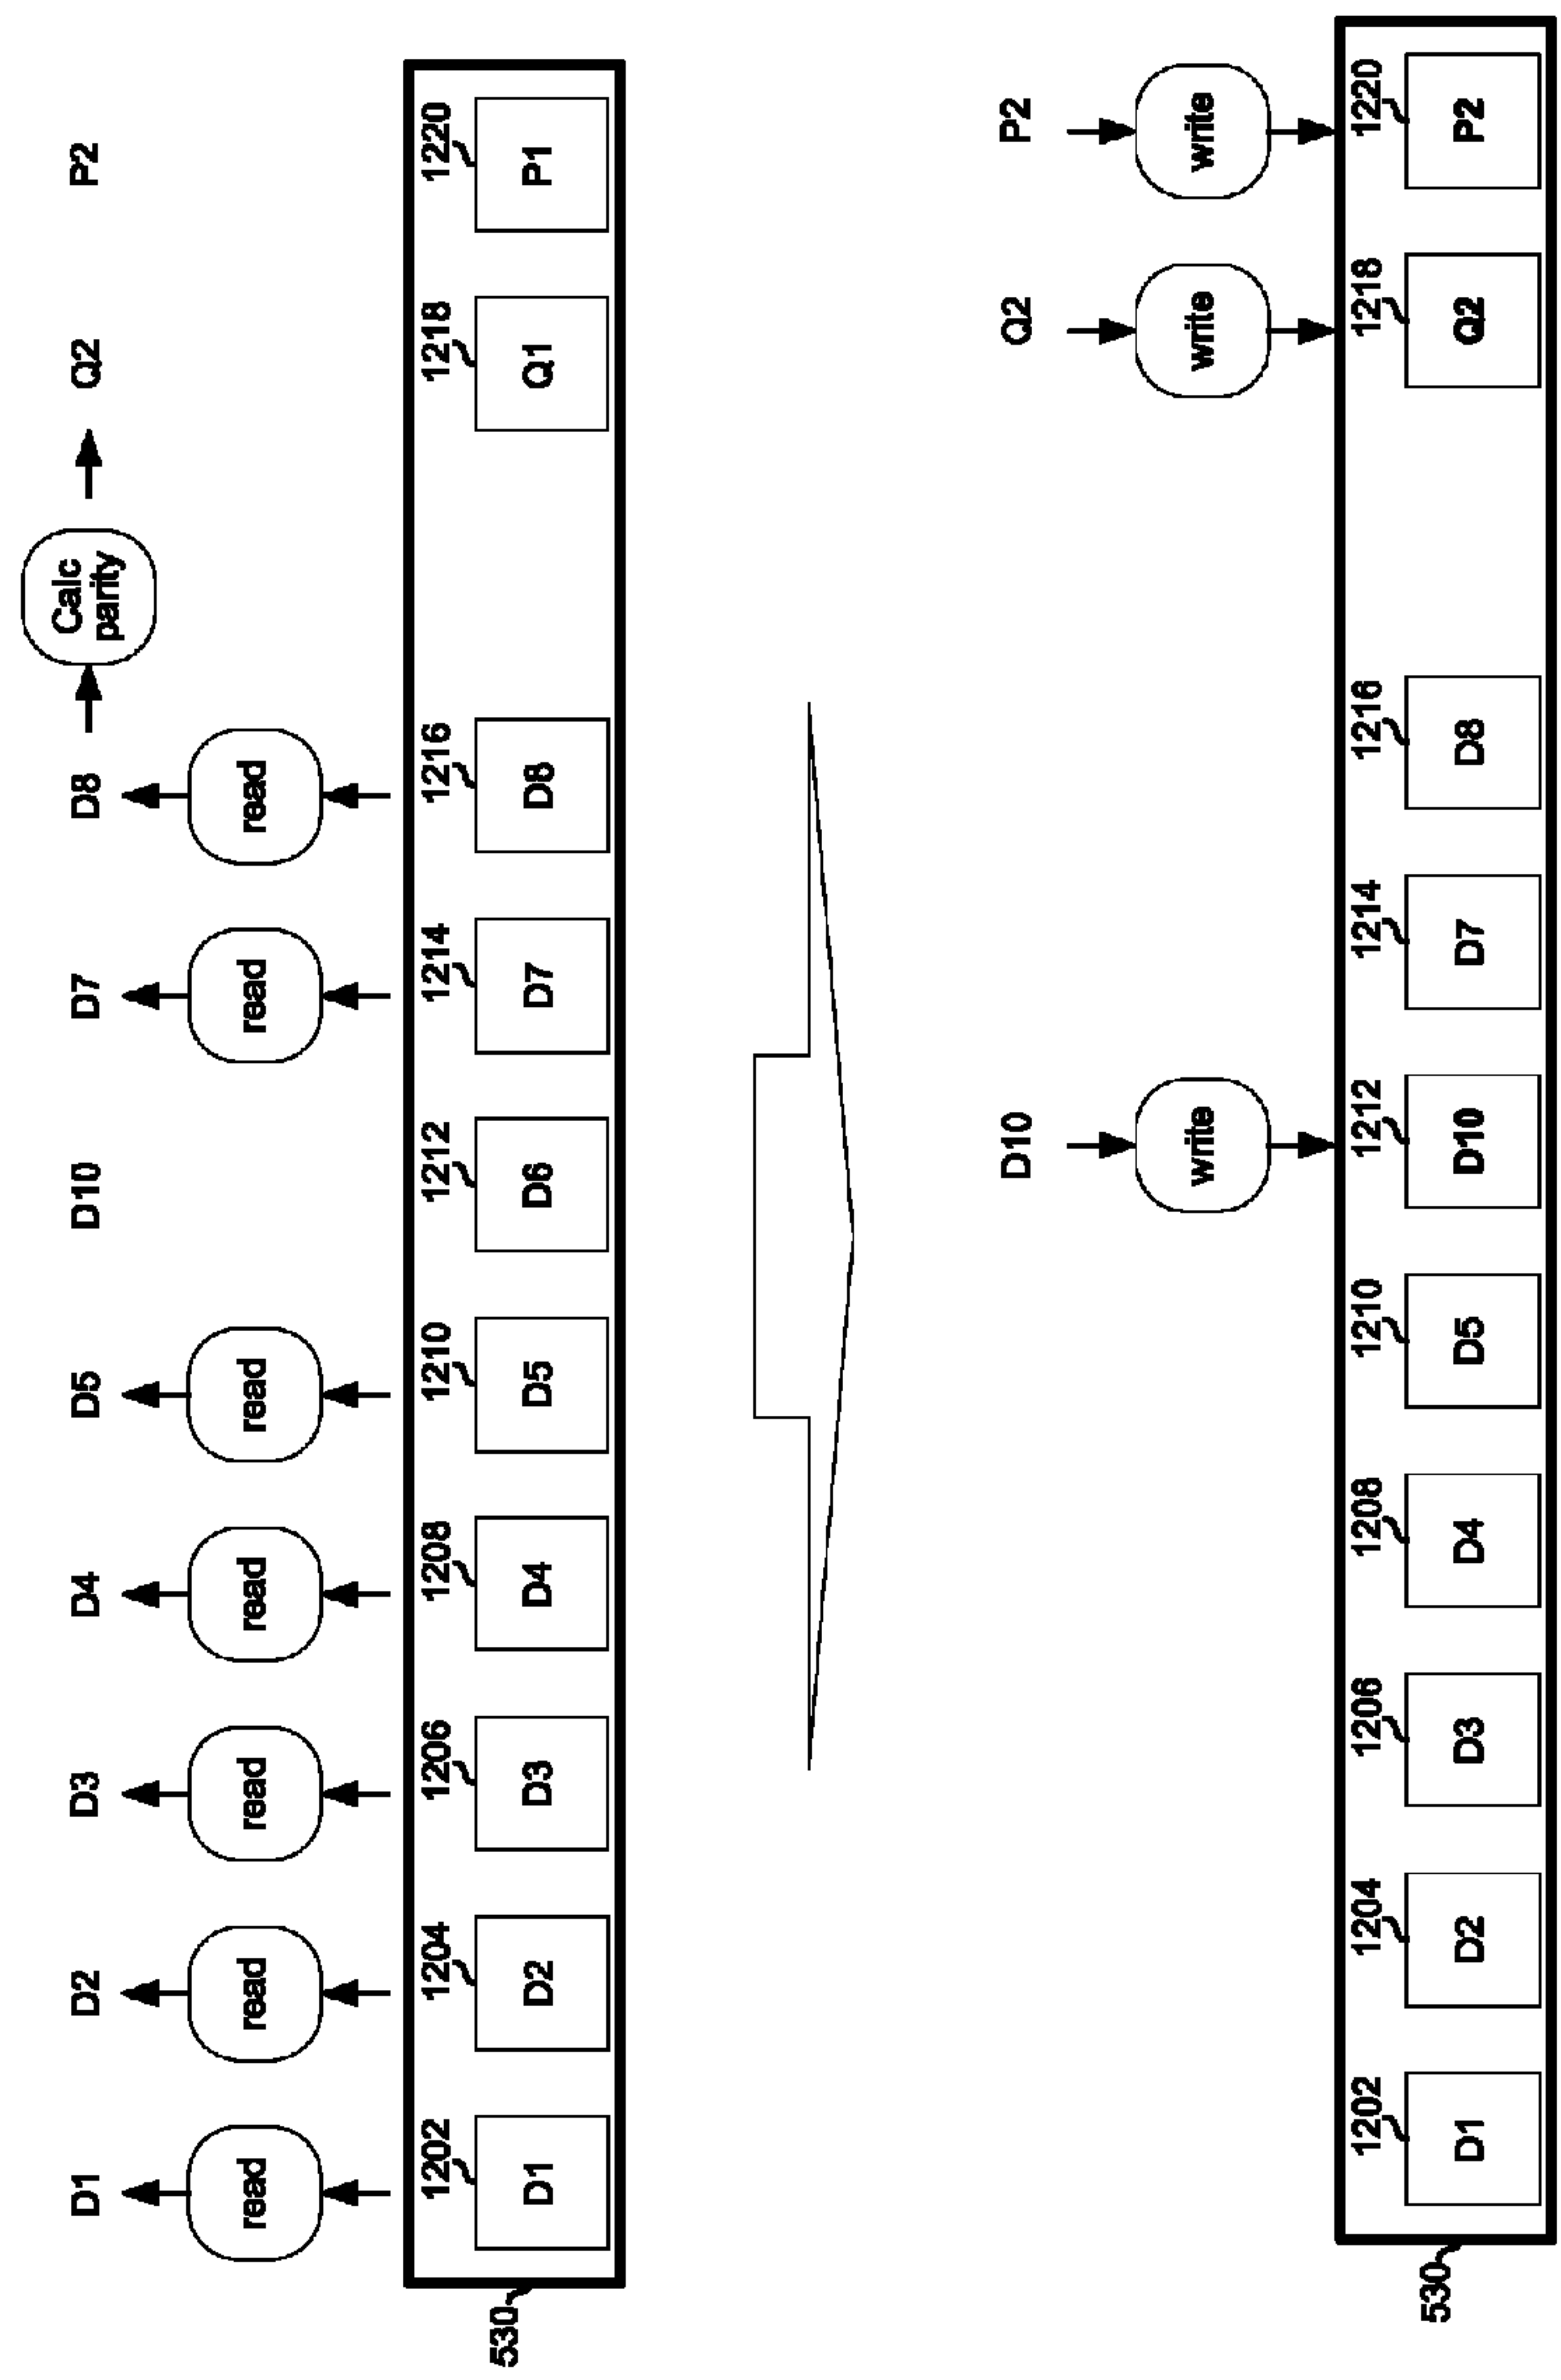 D1 D2 D3 D4 D5 D10 D7 D8 Calc parity Q2 P2
read read read read read read read
1202 1204 1206 1208 1210 1212 1214 1216 1218 1220
530 D1 D2 D3 D4 D5 D6 D7 D8 Q1 P1
D10 Q2 P2
write write write
1202 1204 1206 1208 1210 1212 1214 1216 1218 1220
530 D1 D2 D3 D4 D5 D10 D7 D8 Q2 P2